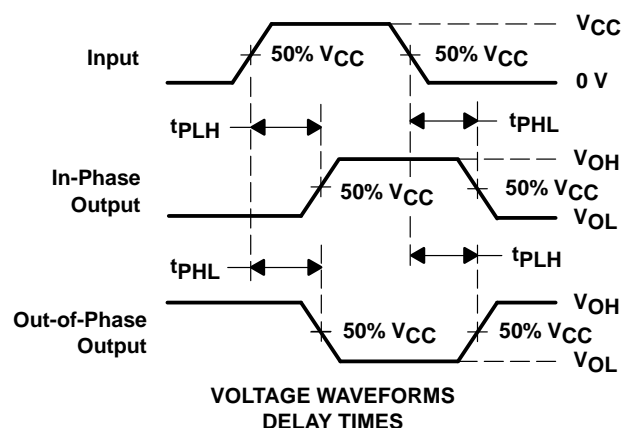 VCC
Input
50% VCC
50% VCC
0 V
tPLH
tPHL
VOH
In-Phase
Output
50% VCC
50% VCC
VOL
tPHL
tPLH
VOH
Out-of-Phase
Output
50% VCC
50% VCC
VOL
VOLTAGE WAVEFORMS
DELAY TIMES